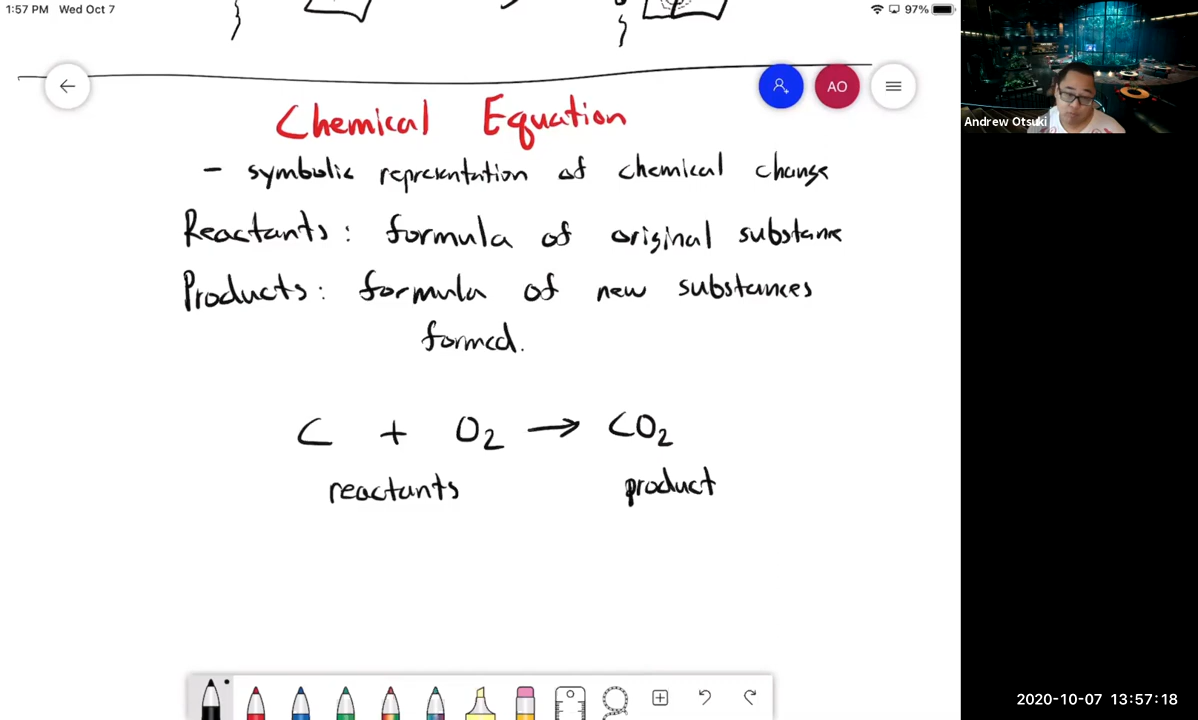 1:57 PM Wed Oct 7
97%
AO
Andrew Otsuki
Chemical Equation
- symbolic representation of chemical change
Reactants: formula of original substance
Products: formula of new substances
formed.
C + O2 → CO2
reactants product
2020-10-07 13:57:18